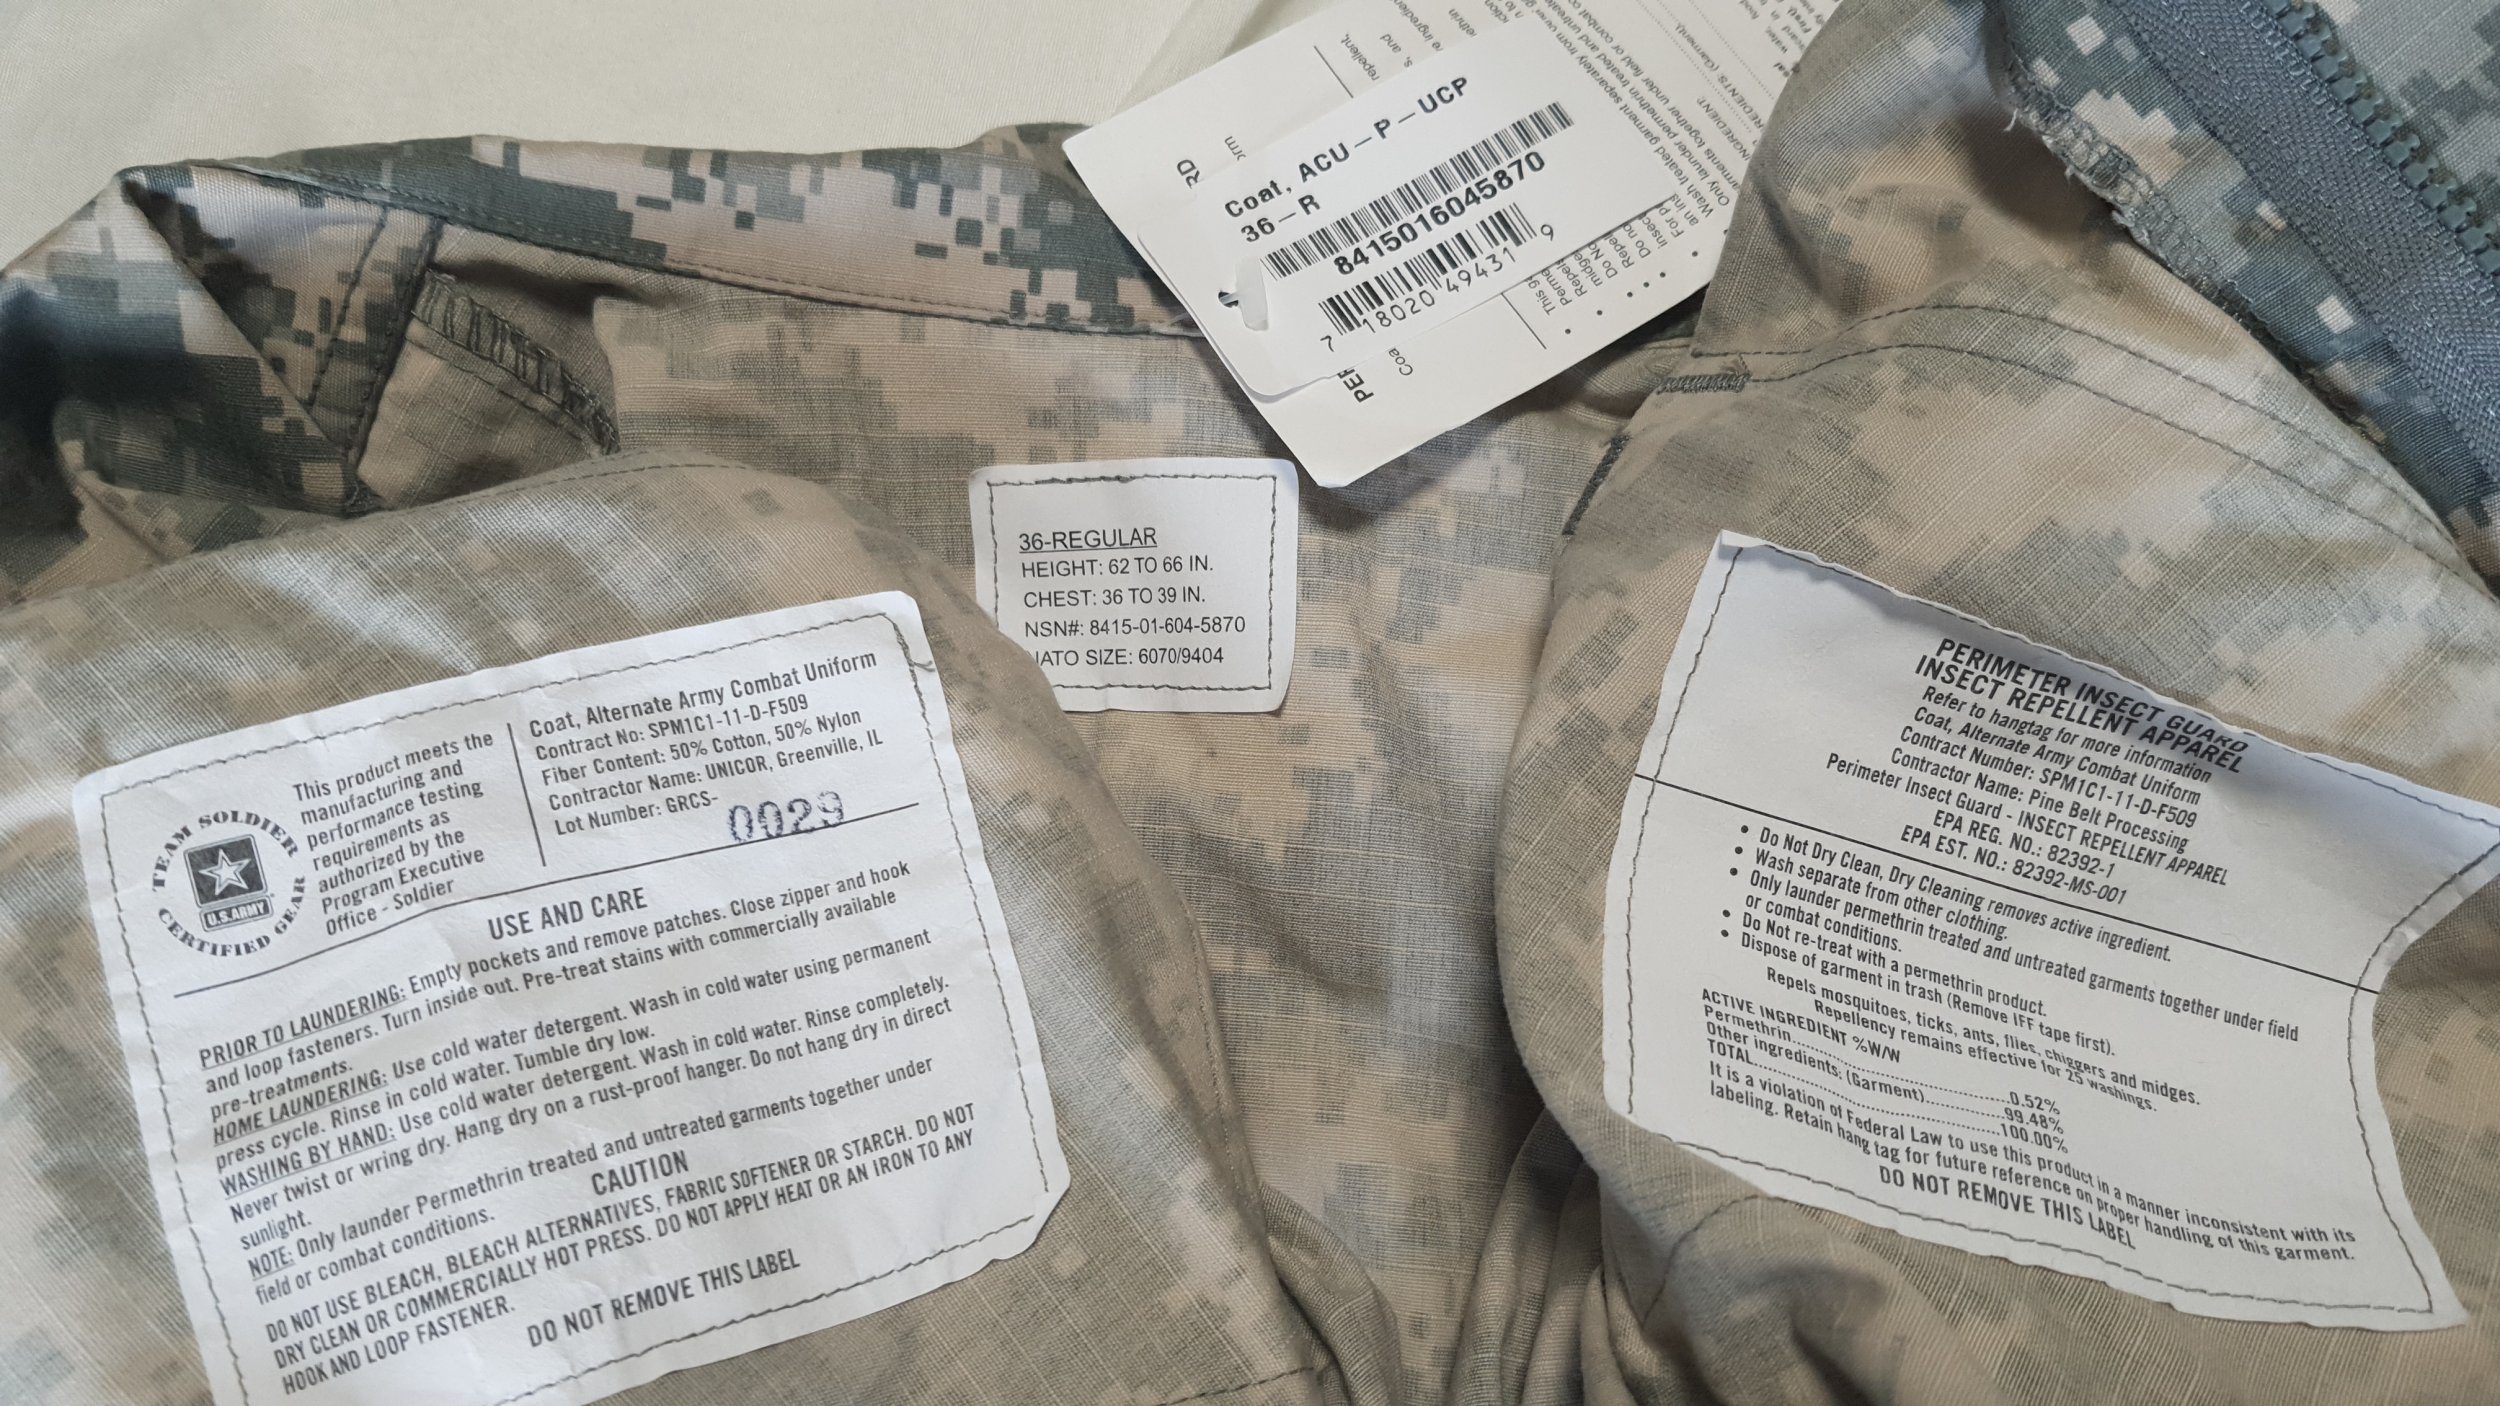 Coat, ACU-P-UCP
36-R
8415016045870
7 18020 49431 9
36-REGULAR
HEIGHT: 62 TO 66 IN.
CHEST: 36 TO 39 IN.
NSN#: 8415-01-604-5870
NATO SIZE: 6070/9404
TEAM SOLDIER
CERTIFIED GEAR
U.S.ARMY
This product meets the
manufacturing and
performance testing
requirements as
authorized by the
Program Executive
Office - Soldier
Coat, Alternate Army Combat Uniform
Contract No: SPM1C1-11-D-F509
Fiber Content: 50% Cotton, 50% Nylon
Contractor Name: UNICOR, Greenville, IL
Lot Number: GRCS-0029
USE AND CARE
PRIOR TO LAUNDERING: Empty pockets and remove patches. Close zipper and hook
and loop fasteners. Turn inside out. Pre-treat stains with commercially available
pre-treatments.
HOME LAUNDERING: Use cold water detergent. Wash in cold water using permanent
press cycle. Rinse in cold water. Tumble dry low.
WASHING BY HAND: Use cold water detergent. Wash in cold water. Rinse completely.
Never twist or wring dry. Hang dry on a rust-proof hanger. Do not hang dry in direct
sunlight.
NOTE: Only launder Permethrin treated and untreated garments together under
field or combat conditions.
CAUTION
DO NOT USE BLEACH, BLEACH ALTERNATIVES, FABRIC SOFTENER OR STARCH. DO NOT
DRY CLEAN OR COMMERCIALLY HOT PRESS. DO NOT APPLY HEAT OR AN IRON TO ANY
HOOK AND LOOP FASTENER.
DO NOT REMOVE THIS LABEL
PERIMETER INSECT GUARD
INSECT REPELLENT APPAREL
Refer to hangtag for more information
Coat, Alternate Army Combat Uniform
Contract Number: SPM1C1-11-D-F509
Contractor Name: Pine Belt Processing
Perimeter Insect Guard - INSECT REPELLENT APPAREL
EPA REG. NO.: 82392-1
EPA EST. NO.: 82392-MS-001
• Do Not Dry Clean, Dry Cleaning removes active ingredient.
• Wash separate from other clothing.
• Only launder permethrin treated and untreated garments together under field
or combat conditions.
• Do Not re-treat with a permethrin product.
• Dispose of garment in trash (Remove IFF tape first).
Repels mosquitoes, ticks, ants, flies, chiggers and midges.
Repellency remains effective for 25 washings.
ACTIVE INGREDIENT %W/W
Permethrin..............................0.52%
Other ingredients: (Garment)..............99.48%
TOTAL..............................100.00%
It is a violation of Federal Law to use this product in a manner inconsistent with its
labeling. Retain hang tag for future reference on proper handling of this garment.
DO NOT REMOVE THIS LABEL